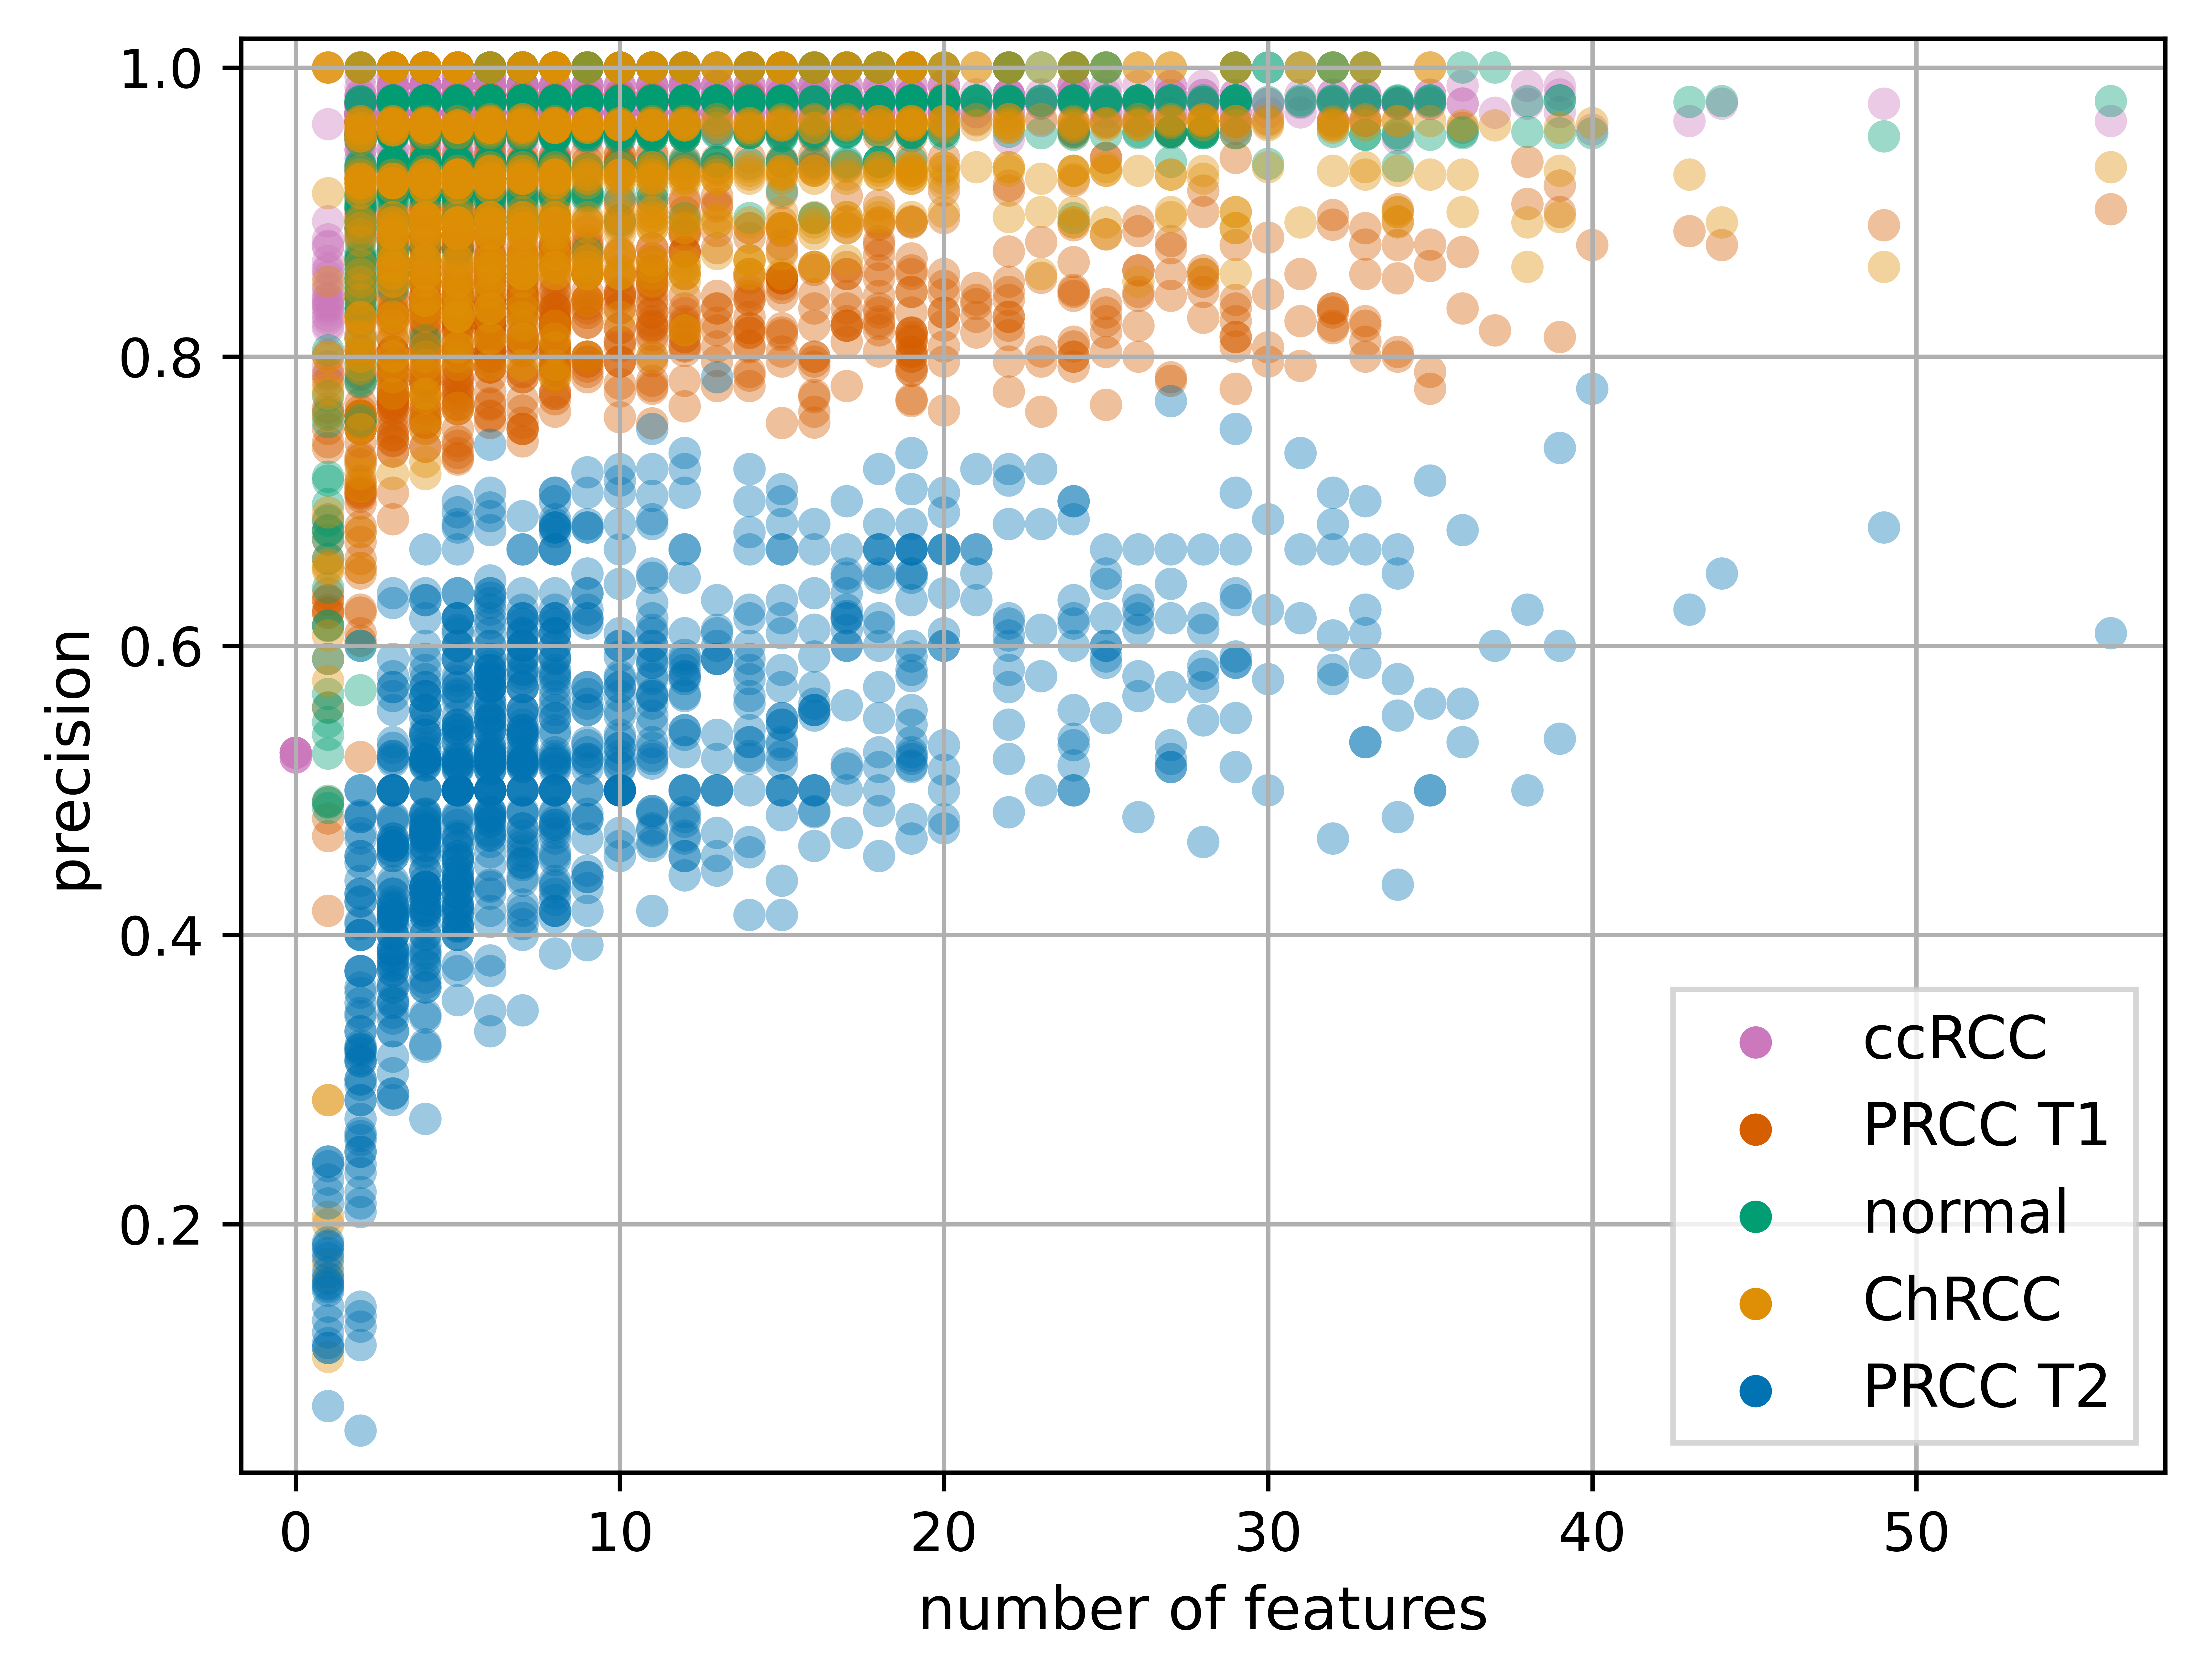 1.0
0.8
0.6
0.4
0.2
precision
0
10
20
30
40
50
number of features
ccRCC
PRCC T1
normal
ChRCC
PRCC T2